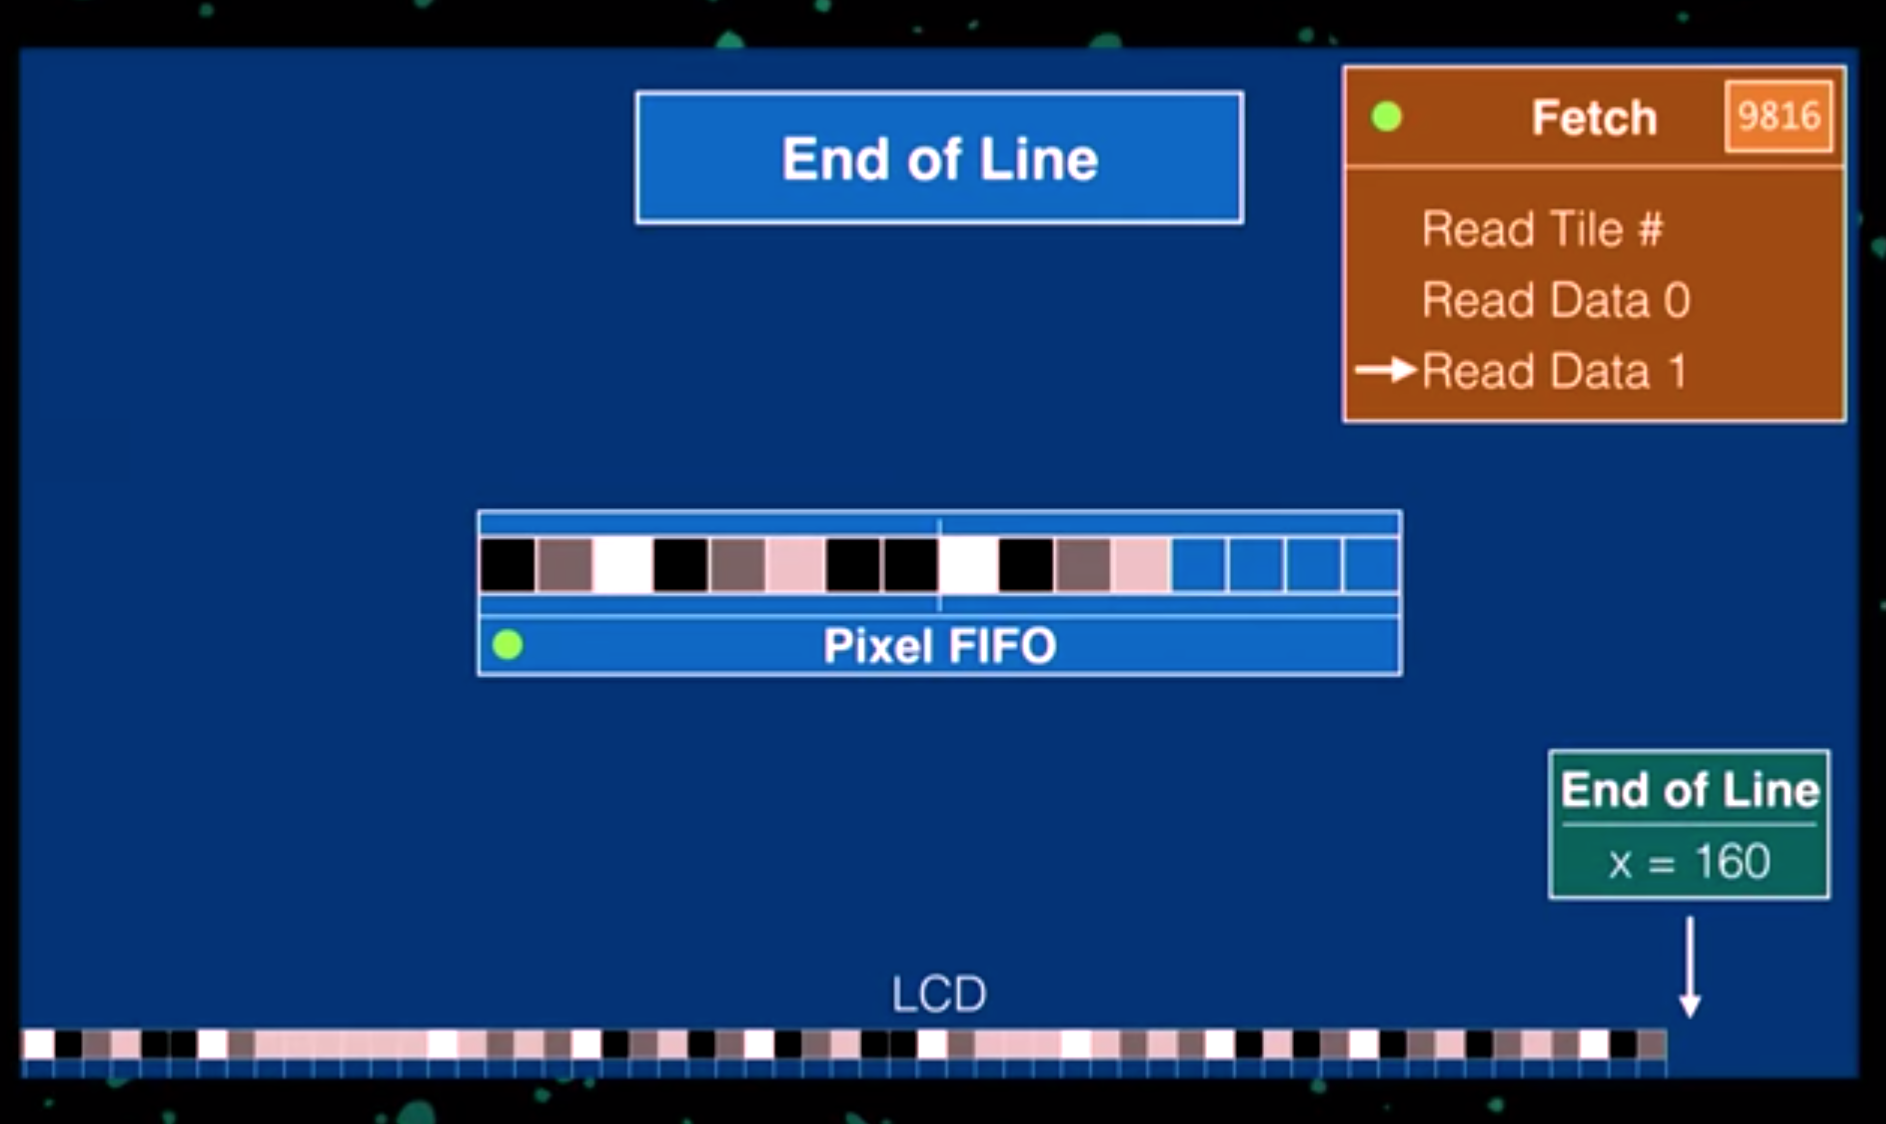 End of Line
Fetch
9816
Read Tile #
Read Data 0
Read Data 1
Pixel FIFO
End of Line
x = 160
LCD